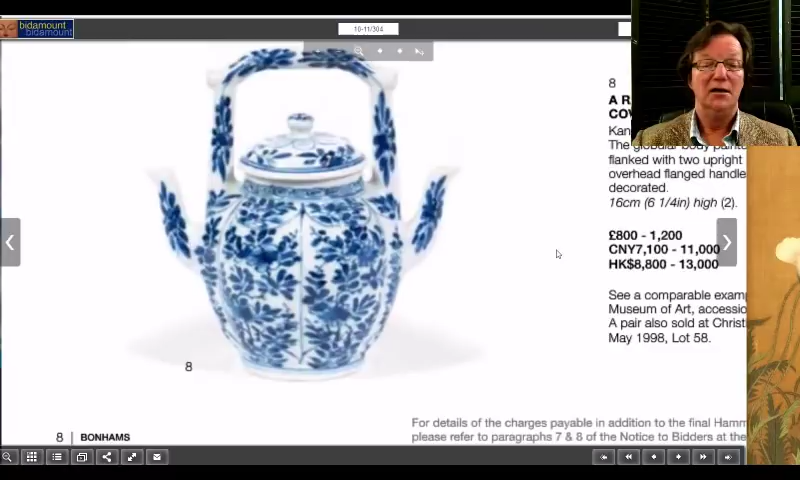 bidamount
bidamount
10-11/304
8
A R
COV
Kan
The globular body painte
flanked with two upright
overhead flanged handle
decorated.
16cm (6 1/4in) high (2).
£800 - 1,200
CNY7,100 - 11,000
HK$8,800 - 13,000
See a comparable exam
Museum of Art, accessio
A pair also sold at Christi
May 1998, Lot 58.
8
8 | BONHAMS
For details of the charges payable in addition to the final Hamm
please refer to paragraphs 7 & 8 of the Notice to Bidders at the